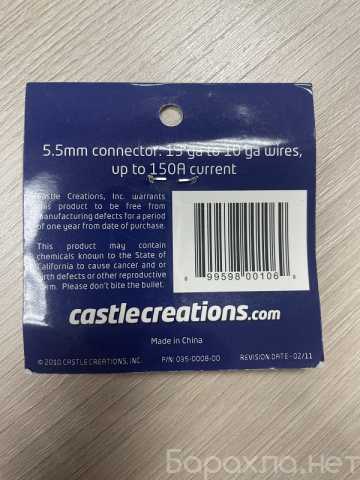 5.5mm connector: 13 ga to 10 ga wires,
up to 150A current
Castle Creations, Inc. warrants
this product to be free from
manufacturing defects for a period
of one year from date of purchase.
This product may contain
chemicals known to the State of
California to cause cancer and or
birth defects or other reproductive
harm. Please don't bite the bullet.
99598 00106
castlecreations.com
Made in China
© 2010 CASTLE CREATIONS, INC.
P/N: 035-0008-00
REVISION DATE - 02/11
Барахла.нет